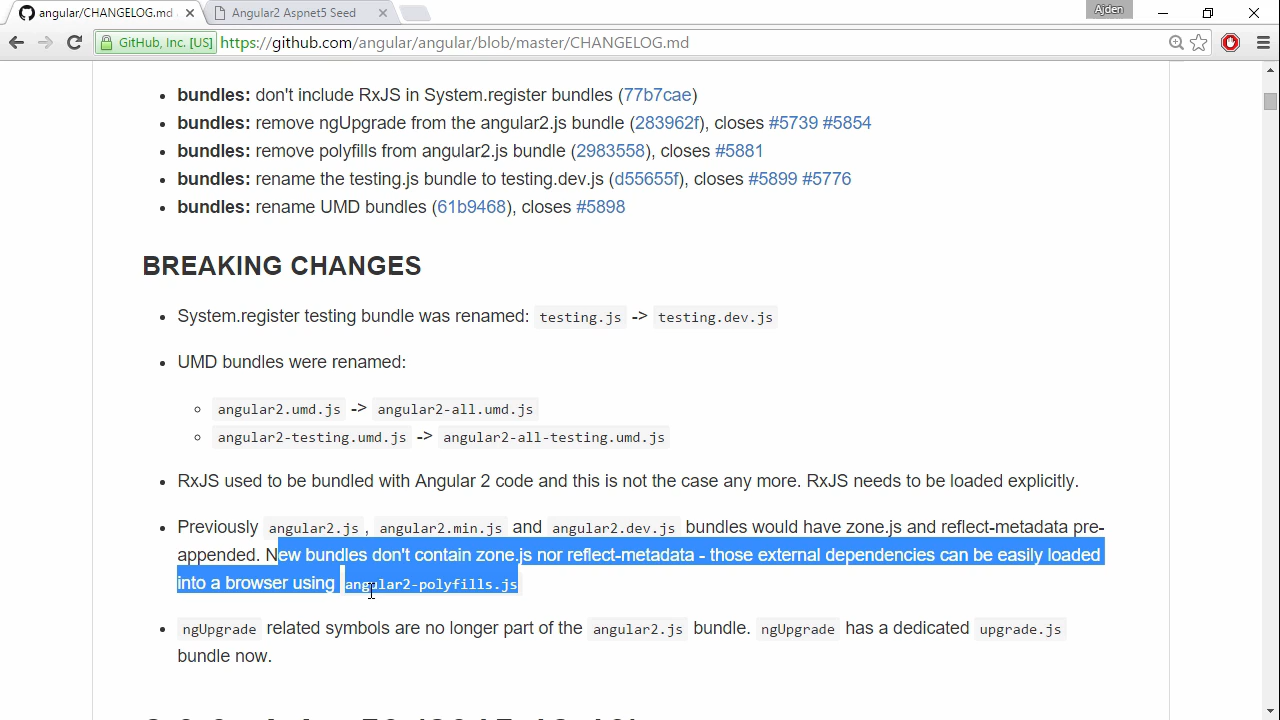 angular/CHANGELOG.md
Angular2 Aspnet5 Seed
Ajden
GitHub, Inc. [US]
https://github.com/angular/angular/blob/master/CHANGELOG.md
bundles: don't include RxJS in System.register bundles (77b7cae)
bundles: remove ngUpgrade from the angular2.js bundle (283962f), closes #5739 #5854
bundles: remove polyfills from angular2.js bundle (2983558), closes #5881
bundles: rename the testing.js bundle to testing.dev.js (d55655f), closes #5899 #5776
bundles: rename UMD bundles (61b9468), closes #5898
BREAKING CHANGES
System.register testing bundle was renamed: testing.js -> testing.dev.js
UMD bundles were renamed:
angular2.umd.js -> angular2-all.umd.js
angular2-testing.umd.js -> angular2-all-testing.umd.js
RxJS used to be bundled with Angular 2 code and this is not the case any more. RxJS needs to be loaded explicitly.
Previously angular2.js, angular2.min.js and angular2.dev.js bundles would have zone.js and reflect-metadata pre-
appended. New bundles don't contain zone.js nor reflect-metadata - those external dependencies can be easily loaded
into a browser using angular2-polyfills.js
ngUpgrade related symbols are no longer part of the angular2.js bundle. ngUpgrade has a dedicated upgrade.js
bundle now.